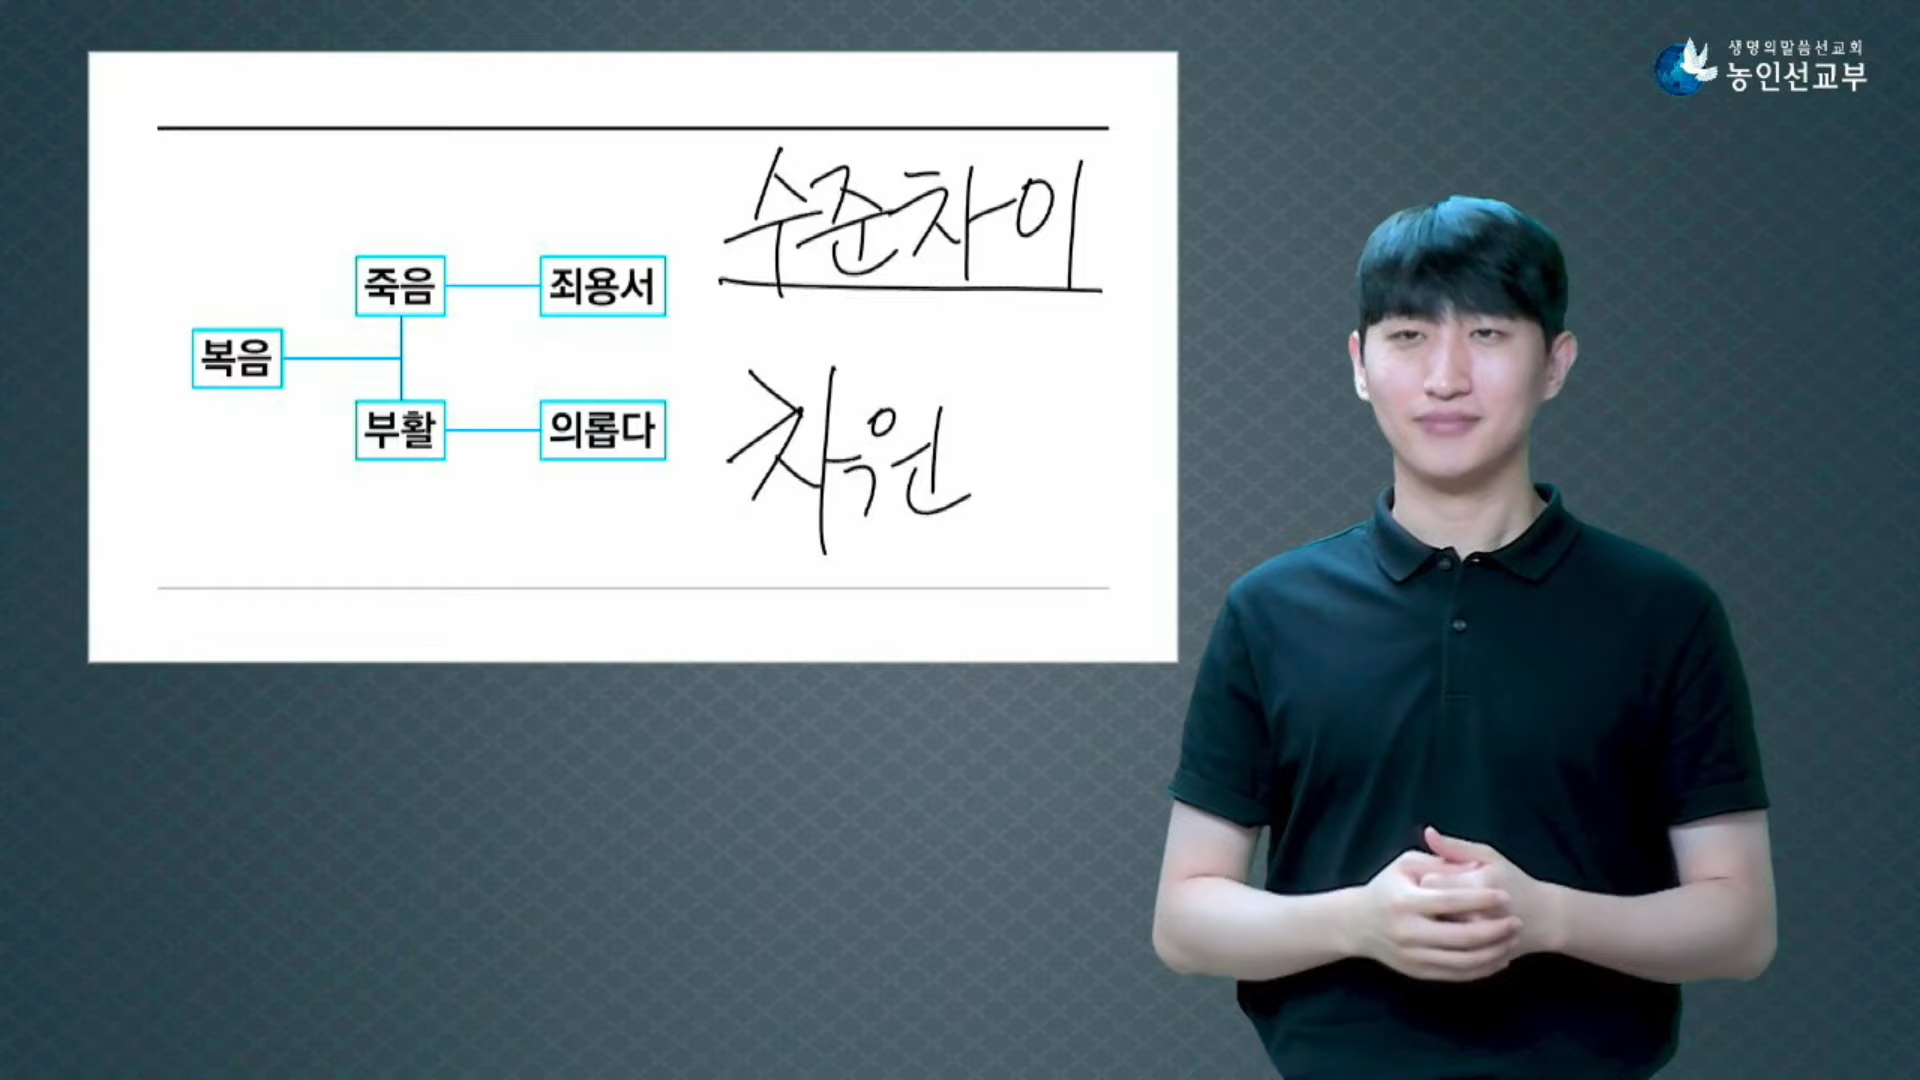 생명의말씀선교회
농인선교부
수준차이
죽음 죄용서
복음
차원
부활 의롭다